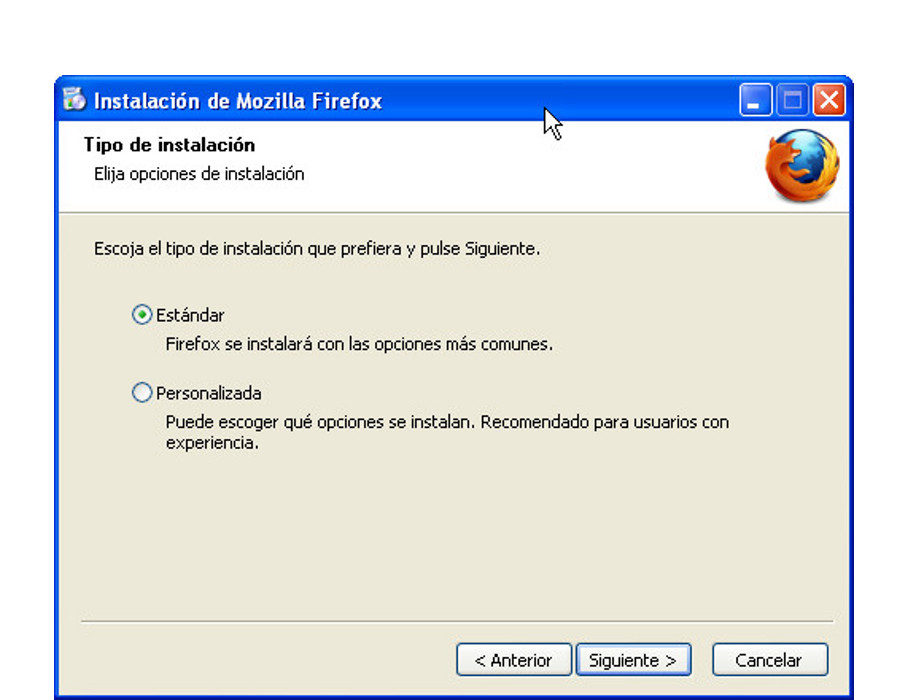 Instalación de Mozilla Firefox
Tipo de instalación
Elija opciones de instalación
Escoja el tipo de instalación que prefiera y pulse Siguiente.
Estándar
Firefox se instalará con las opciones más comunes.
Personalizada
Puede escoger qué opciones se instalan. Recomendado para usuarios con
experiencia.
< Anterior
Siguiente >
Cancelar